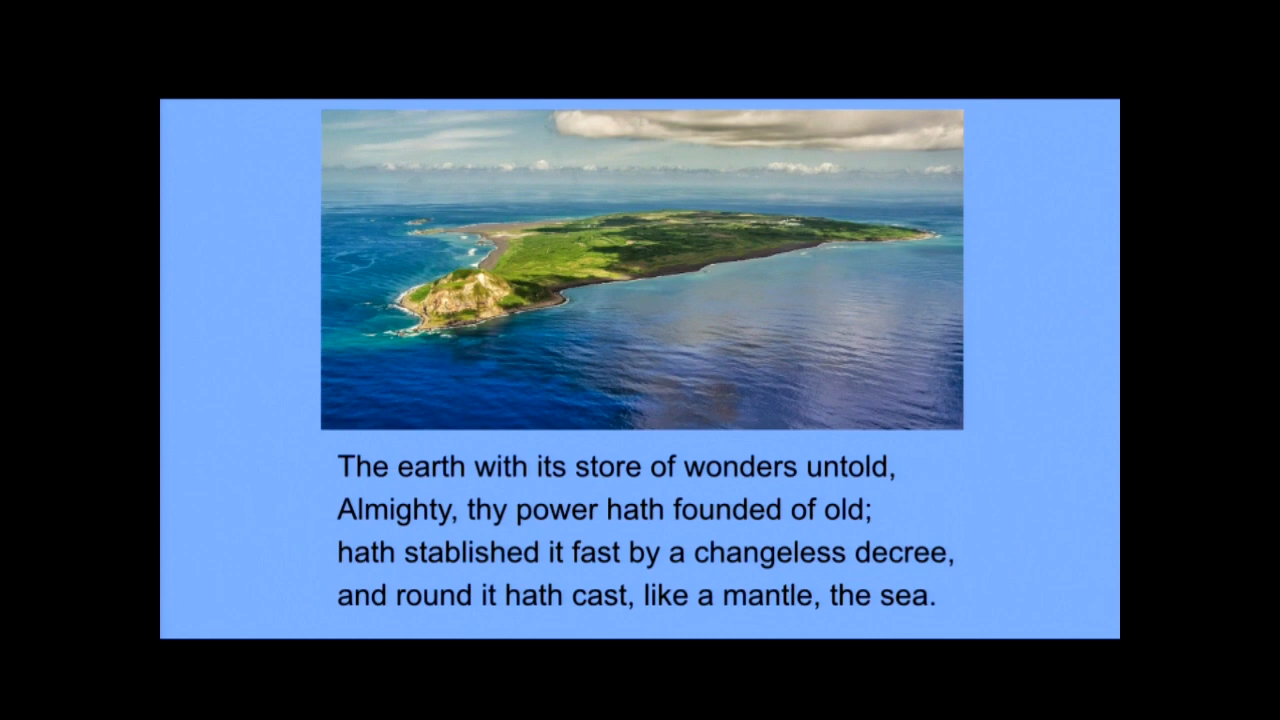 The earth with its store of wonders untold,
Almighty, thy power hath founded of old;
hath stablished it fast by a changeless decree,
and round it hath cast, like a mantle, the sea.